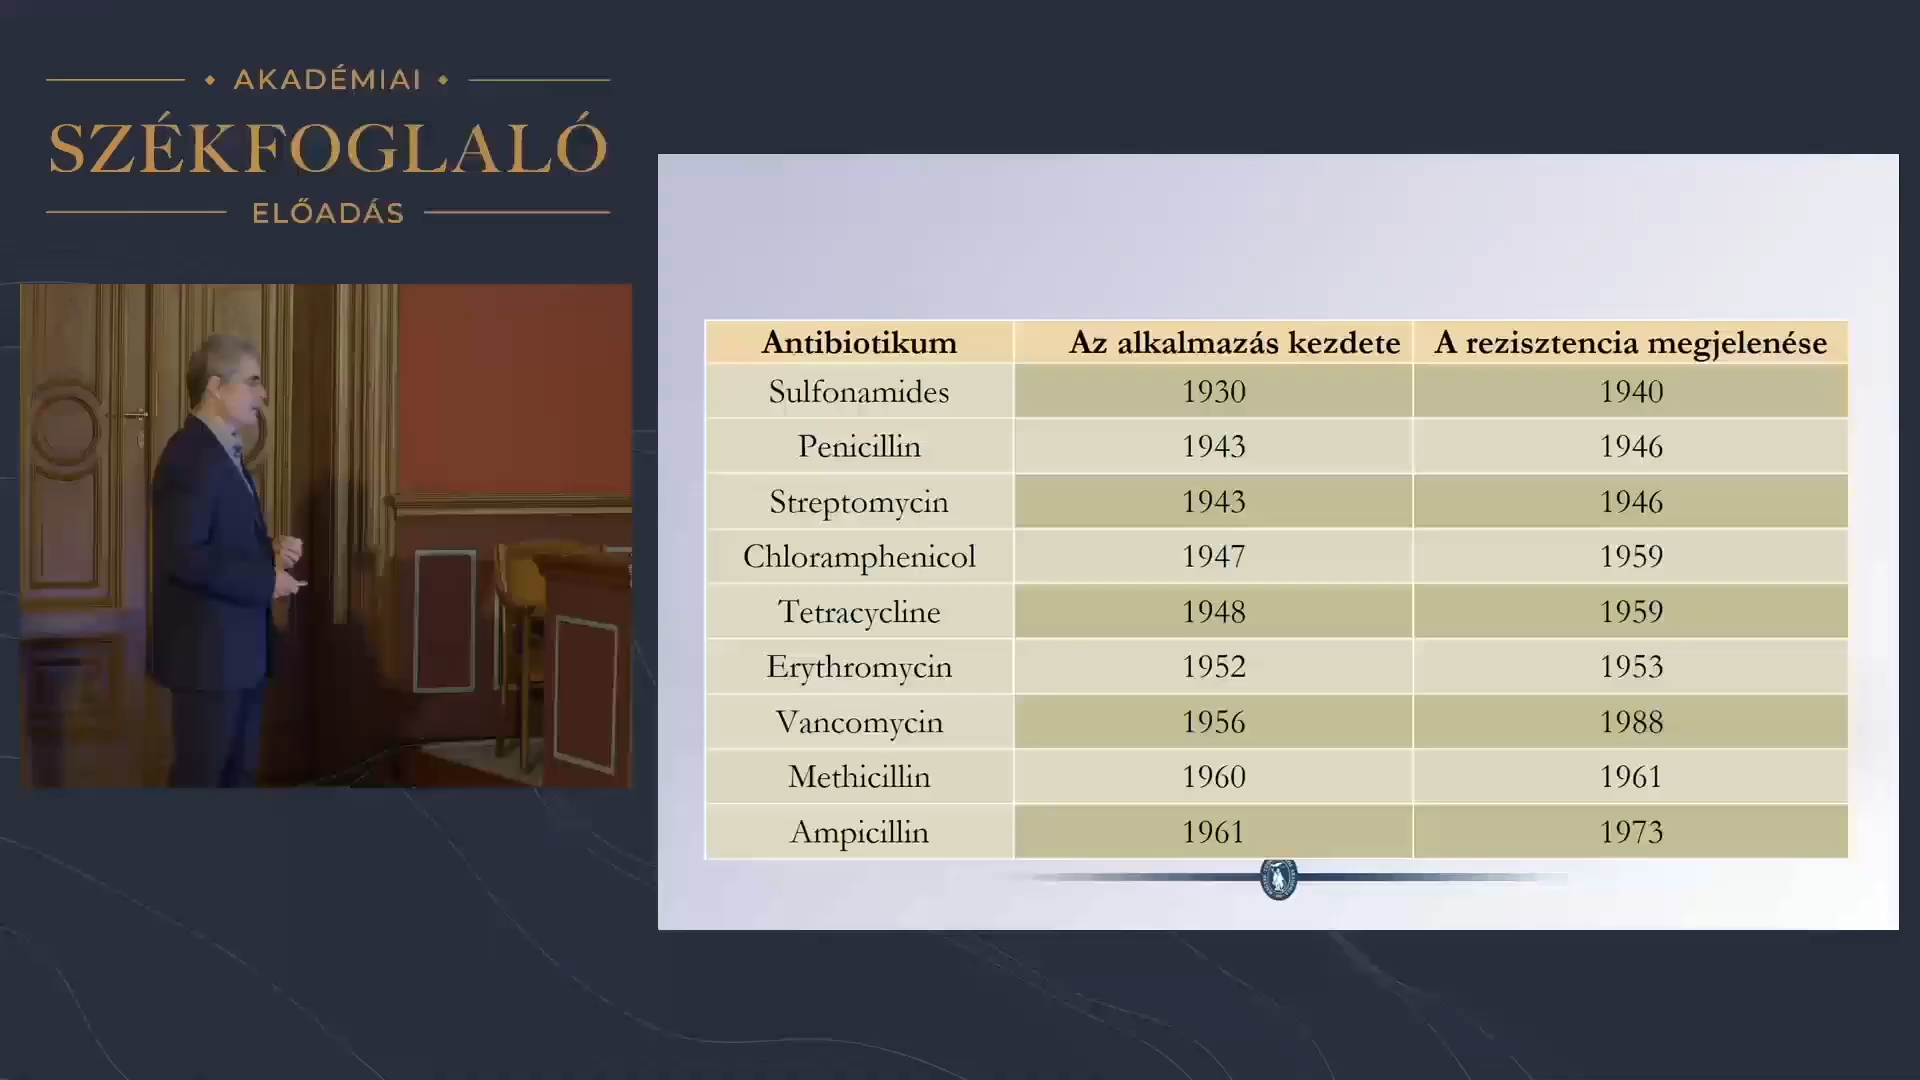 AKADÉMIAI
SZÉKFOGLALÓ
ELŐADÁS
Antibiotikum Az alkalmazás kezdete A rezisztencia megjelenése
Sulfonamides 1930 1940
Penicillin 1943 1946
Streptomycin 1943 1946
Chloramphenicol 1947 1959
Tetracycline 1948 1959
Erythromycin 1952 1953
Vancomycin 1956 1988
Methicillin 1960 1961
Ampicillin 1961 1973